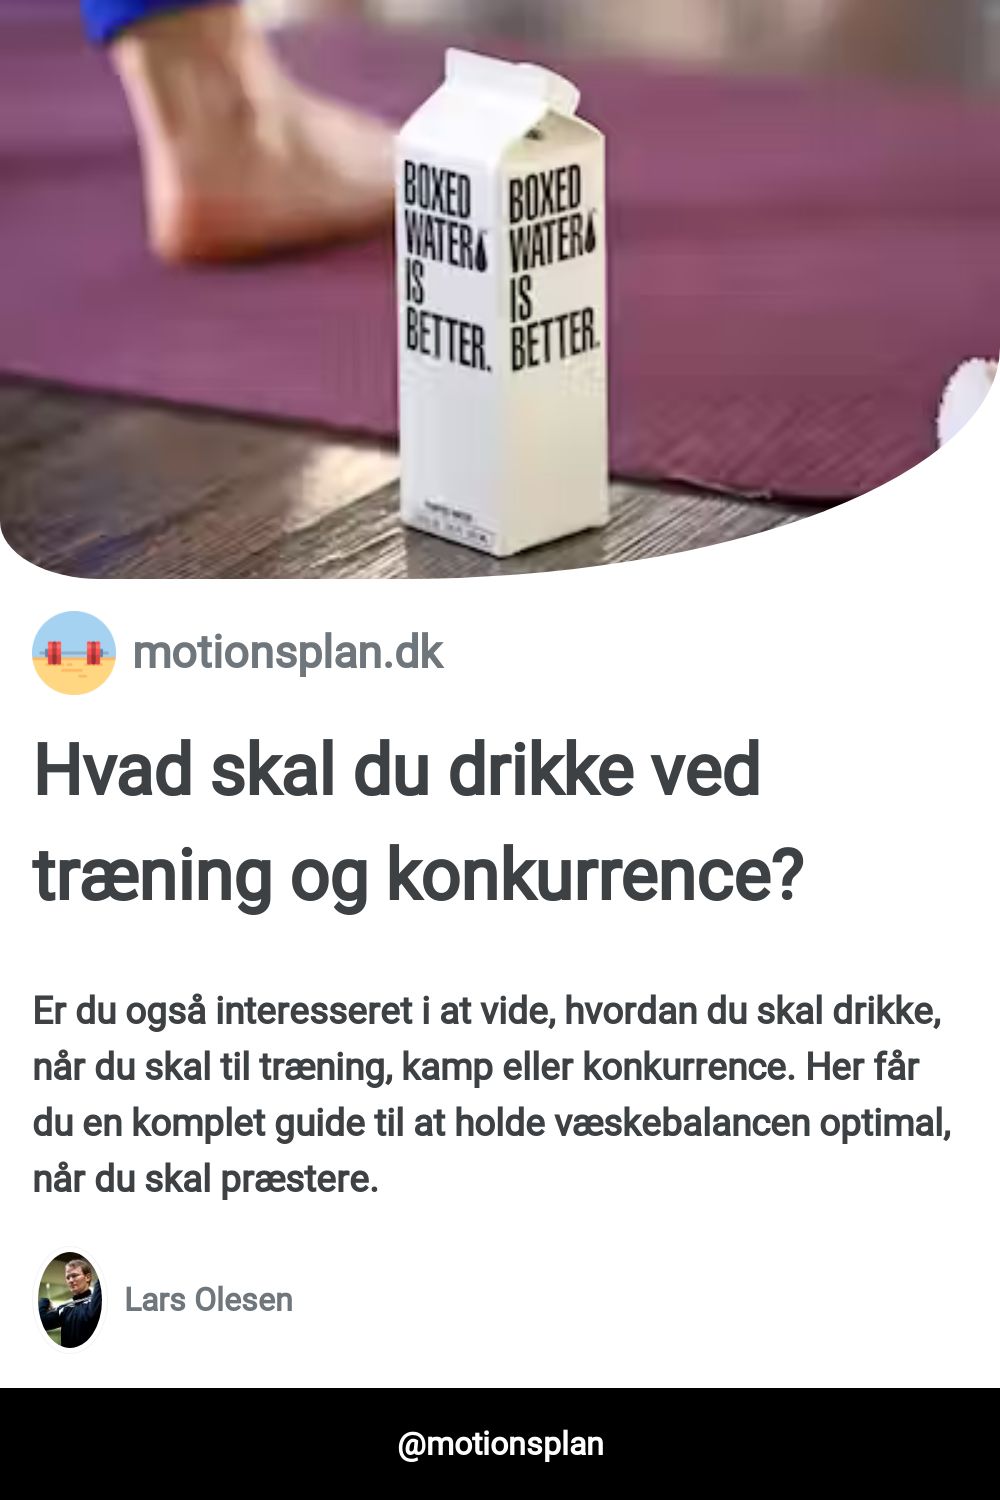 BOXED
WATER
IS
BETTER.
BOXED
WATER
IS
BETTER.
motionsplan.dk
Hvad skal du drikke ved
træning og konkurrence?
Er du også interesseret i at vide, hvordan du skal drikke,
når du skal til træning, kamp eller konkurrence. Her får
du en komplet guide til at holde væskebalancen optimal,
når du skal præstere.
Lars Olesen
@motionsplan